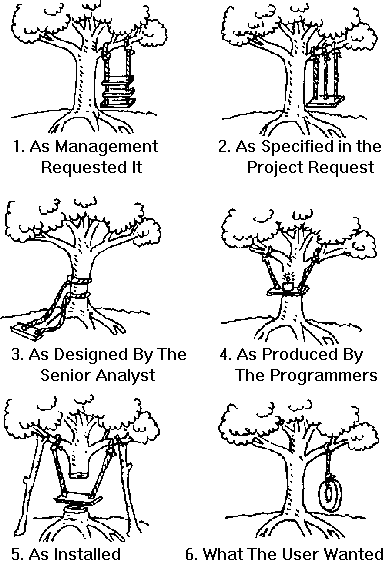 1. As Management
Requested It
2. As Specified in the
Project Request
3. As Designed By The
Senior Analyst
4. As Produced By
The Programmers
5. As Installed
6. What The User Wanted